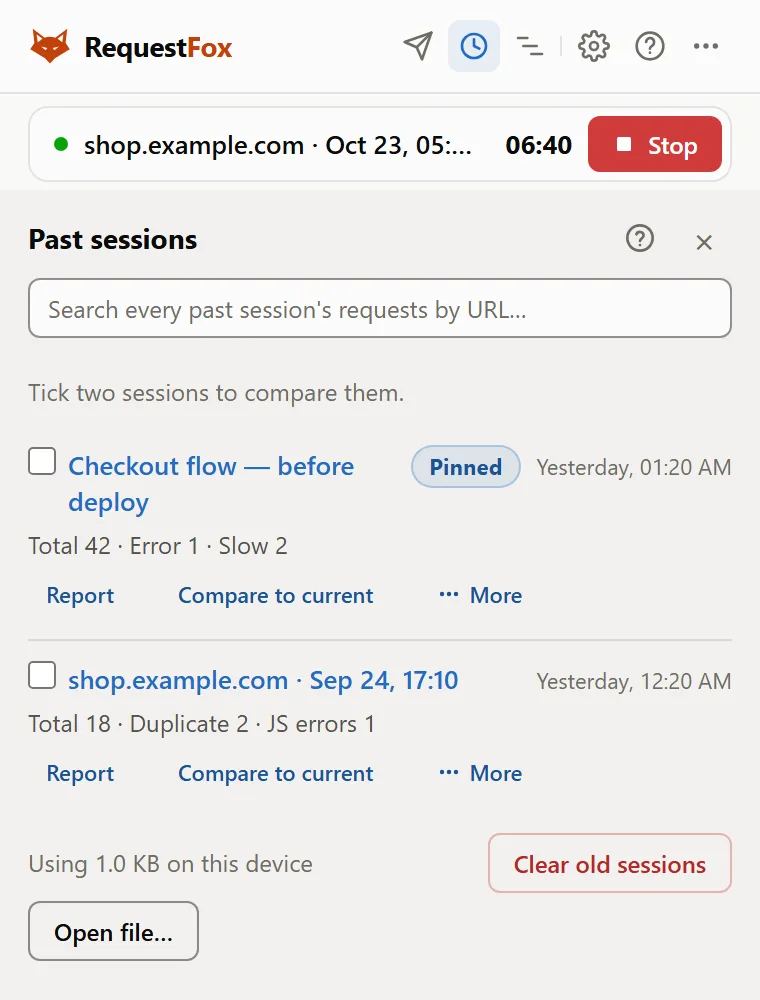 RequestFox
shop.example.com · Oct 23, 05:... 06:40 Stop
Past sessions
Search every past session's requests by URL...
Tick two sessions to compare them.
Checkout flow — before deploy Pinned Yesterday, 01:20 AM
Total 42 · Error 1 · Slow 2
Report Compare to current ··· More
shop.example.com · Sep 24, 17:10 Yesterday, 12:20 AM
Total 18 · Duplicate 2 · JS errors 1
Report Compare to current ··· More
Using 1.0 KB on this device Clear old sessions
Open file...